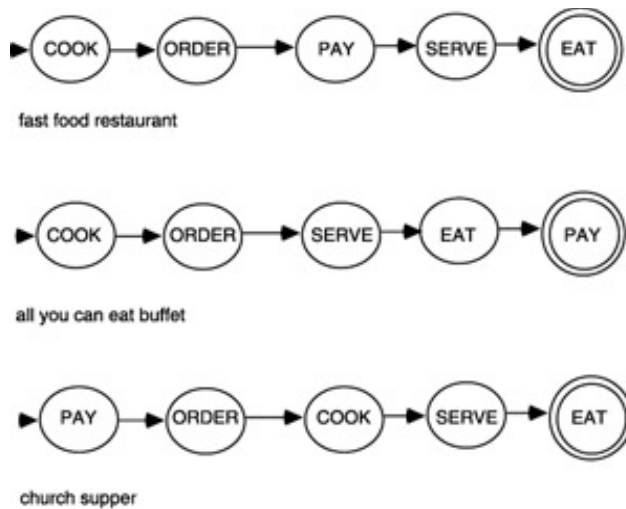 COOK ORDER PAY SERVE EAT
fast food restaurant
COOK ORDER SERVE EAT PAY
all you can eat buffet
PAY ORDER COOK SERVE EAT
church supper